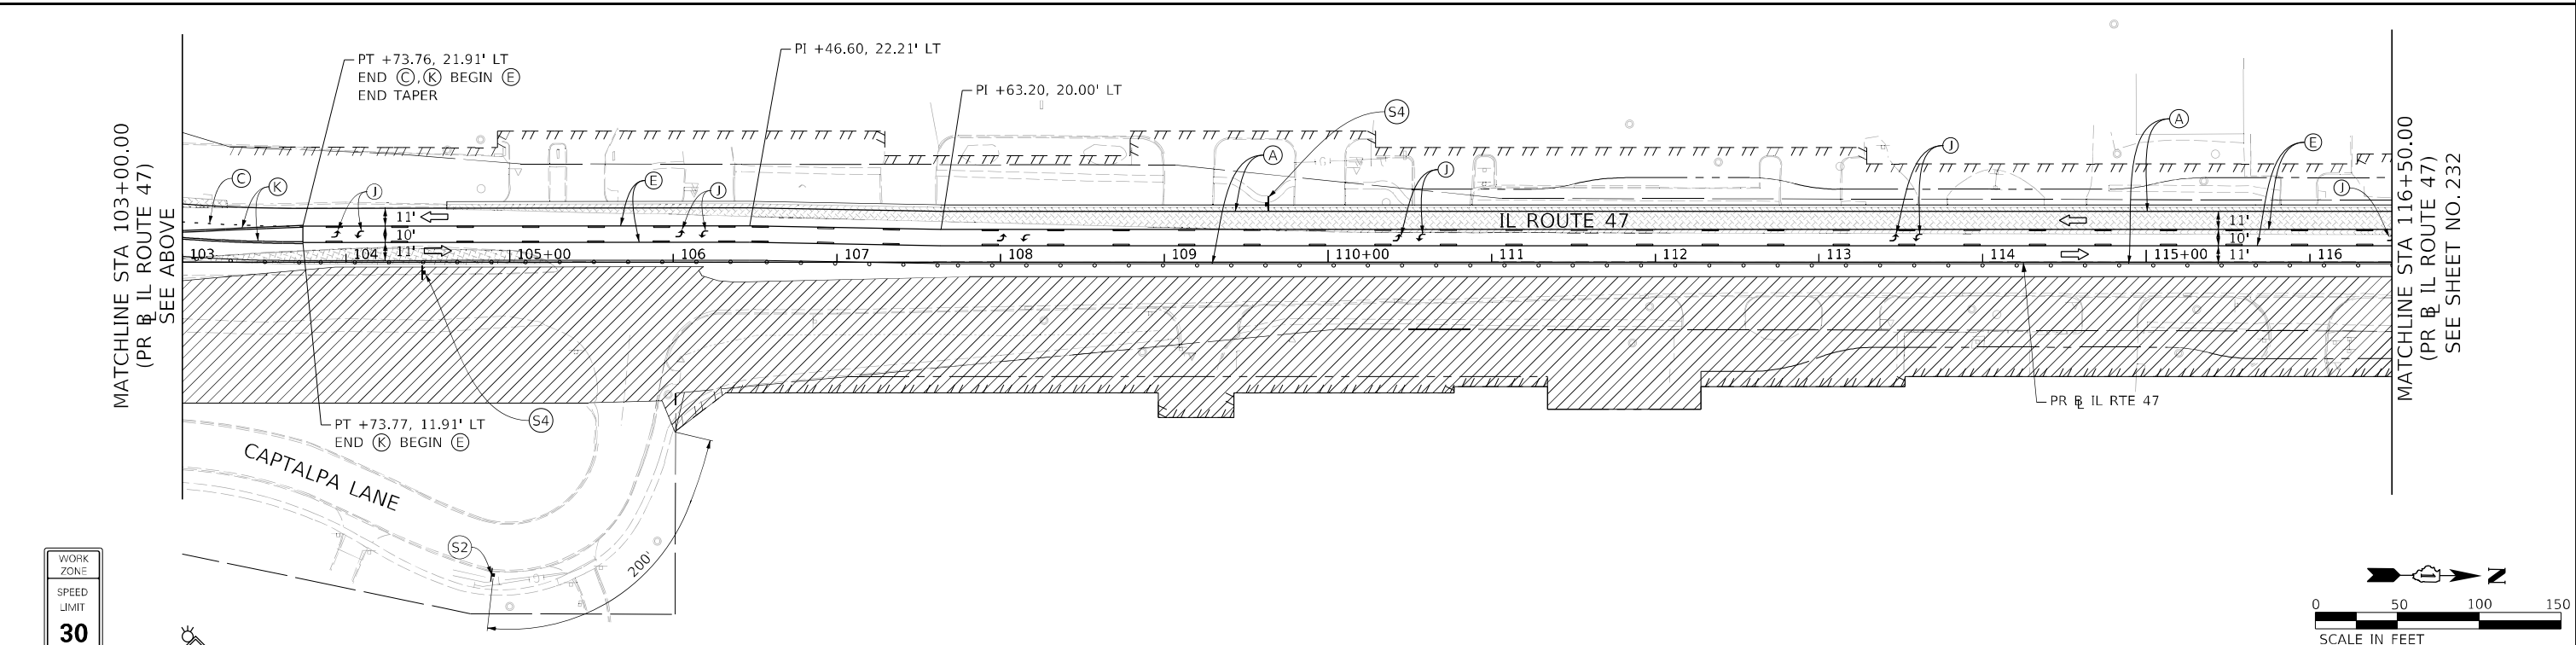 MATCHLINE STA 103+00.00
(PR BL IL ROUTE 47)
SEE ABOVE
PT +73.76, 21.91' LT
END Ⓒ,Ⓚ BEGIN Ⓔ
END TAPER
PI +46.60, 22.21' LT
PI +63.20, 20.00' LT
S4
A
J
J
A
E
J
C
K
J
E
J
11'
10'
11'
IL ROUTE 47
11'
10'
11'
103
104
105+00
106
107
108
109
110+00
111
112
113
114
115+00
116
PT +73.77, 11.91' LT
END Ⓚ BEGIN Ⓔ
S4
PR BL IL RTE 47
CAPTALPA LANE
S2
200'
MATCHLINE STA 116+50.00
(PR BL IL ROUTE 47)
SEE SHEET NO. 232
WORK
ZONE
SPEED
LIMIT
30
N
0 50 100 150
SCALE IN FEET